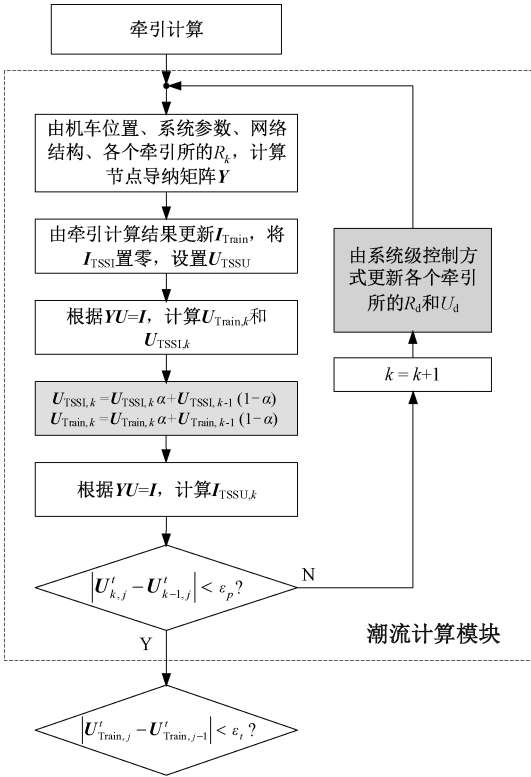 牵引计算
由机车位置、系统参数、网络
结构、各个牵引所的Rk，计算
节点导纳矩阵Y
由牵引计算结果更新ITrain，将
ITSSI置零，设置UTSSU
根据YU=I，计算UTrain,k和
UTSSI,k
UTSSI, k =UTSSI, k α+UTSSI, k-1 (1−α)
UTrain, k =UTrain, k α+UTrain, k-1 (1−α)
根据YU=I，计算ITSSU,k
|U^t_{k,j} − U^t_{k−1,j}| < εp?
N
Y
由系统级控制方
式更新各个牵引
所的Rd和Ud
k = k+1
潮流计算模块
|U^t_{Train,j} − U^t_{Train,j−1}| < εt?